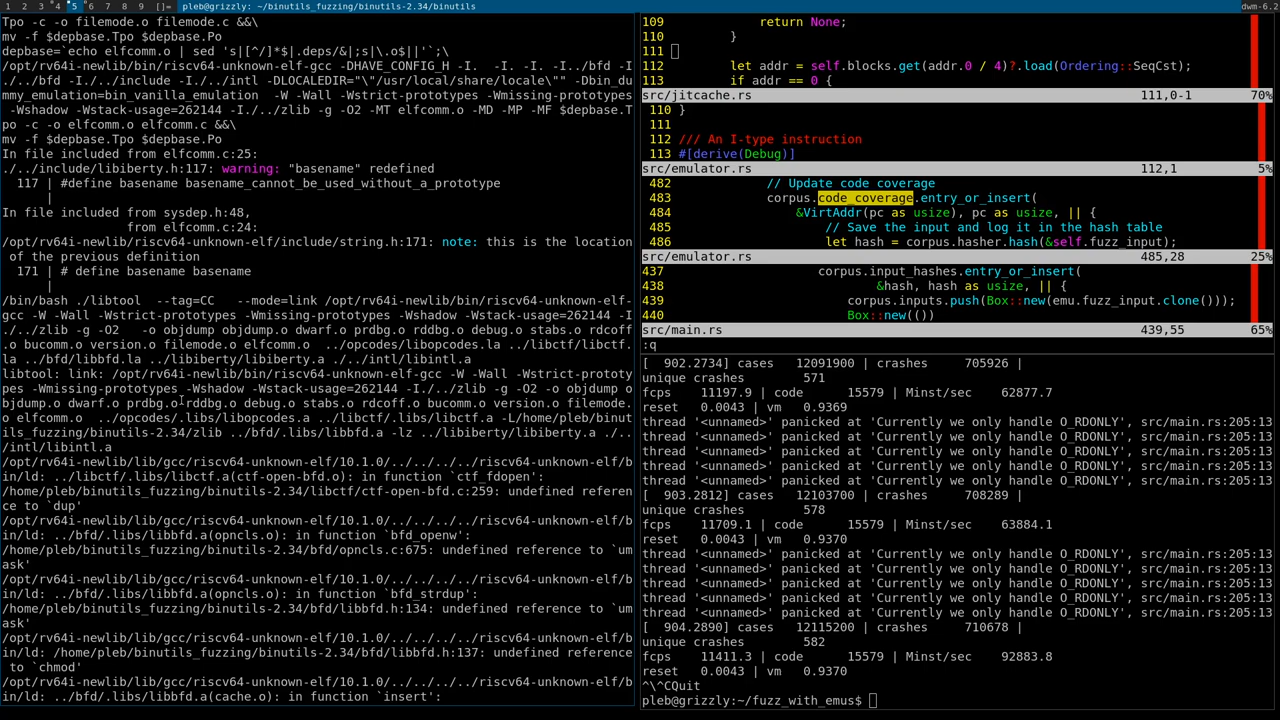 1 2 3 4 5 6 7 8 9 []= pleb@grizzly: ~/binutils_fuzzing/binutils-2.34/binutils dwm-6.2
Tpo -c -o filemode.o filemode.c &&\
mv -f $depbase.Tpo $depbase.Po
depbase=`echo elfcomm.o | sed 's|[^/]*$|.deps/&|;s|\.o$||'`;\
/opt/rv64i-newlib/bin/riscv64-unknown-elf-gcc -DHAVE_CONFIG_H -I.  -I. -I. -I../bfd -I
./../bfd -I./../include -I./../intl -DLOCALEDIR="\"/usr/local/share/locale\"" -Dbin_du
mmy_emulation=bin_vanilla_emulation  -W -Wall -Wstrict-prototypes -Wmissing-prototypes
 -Wshadow -Wstack-usage=262144 -I./../zlib -g -O2 -MT elfcomm.o -MD -MP -MF $depbase.T
po -c -o elfcomm.o elfcomm.c &&\
mv -f $depbase.Tpo $depbase.Po
In file included from elfcomm.c:25:
./../include/libiberty.h:117: warning: "basename" redefined
  117 | #define basename basename_cannot_be_used_without_a_prototype
      |
In file included from sysdep.h:48,
                 from elfcomm.c:24:
/opt/rv64i-newlib/riscv64-unknown-elf/include/string.h:171: note: this is the location
 of the previous definition
  171 | # define basename basename
      |
/bin/bash ./libtool  --tag=CC   --mode=link /opt/rv64i-newlib/bin/riscv64-unknown-elf-
gcc -W -Wall -Wstrict-prototypes -Wmissing-prototypes -Wshadow -Wstack-usage=262144 -I
./../zlib -g -O2   -o objdump objdump.o dwarf.o prdbg.o rddbg.o debug.o stabs.o rdcoff
.o bucomm.o version.o filemode.o elfcomm.o  ../opcodes/libopcodes.la ../libctf/libctf.
la ../bfd/libbfd.la ../libiberty/libiberty.a ./../intl/libintl.a
libtool: link: /opt/rv64i-newlib/bin/riscv64-unknown-elf-gcc -W -Wall -Wstrict-prototy
pes -Wmissing-prototypes -Wshadow -Wstack-usage=262144 -I./../zlib -g -O2 -o objdump o
bjdump.o dwarf.o prdbg.o rddbg.o debug.o stabs.o rdcoff.o bucomm.o version.o filemode.
o elfcomm.o  ../opcodes/.libs/libopcodes.a ../libctf/.libs/libctf.a -L/home/pleb/binut
ils_fuzzing/binutils-2.34/zlib ../bfd/.libs/libbfd.a -lz ../libiberty/libiberty.a ./..
/intl/libintl.a
/opt/rv64i-newlib/lib/gcc/riscv64-unknown-elf/10.1.0/../../../../riscv64-unknown-elf/b
in/ld: ../libctf/.libs/libctf.a(ctf-open-bfd.o): in function `ctf_fdopen':
/home/pleb/binutils_fuzzing/binutils-2.34/libctf/ctf-open-bfd.c:259: undefined referen
ce to `dup'
/opt/rv64i-newlib/lib/gcc/riscv64-unknown-elf/10.1.0/../../../../riscv64-unknown-elf/b
in/ld: ../bfd/.libs/libbfd.a(opncls.o): in function `bfd_openw':
/home/pleb/binutils_fuzzing/binutils-2.34/bfd/opncls.c:675: undefined reference to `um
ask'
/opt/rv64i-newlib/lib/gcc/riscv64-unknown-elf/10.1.0/../../../../riscv64-unknown-elf/b
in/ld: ../bfd/.libs/libbfd.a(opncls.o): in function `bfd_strdup':
/home/pleb/binutils_fuzzing/binutils-2.34/bfd/libbfd.h:134: undefined reference to `um
ask'
/opt/rv64i-newlib/lib/gcc/riscv64-unknown-elf/10.1.0/../../../../riscv64-unknown-elf/b
in/ld: /home/pleb/binutils_fuzzing/binutils-2.34/bfd/libbfd.h:137: undefined reference
 to `chmod'
/opt/rv64i-newlib/lib/gcc/riscv64-unknown-elf/10.1.0/../../../../riscv64-unknown-elf/b
in/ld: ../bfd/.libs/libbfd.a(cache.o): in function `insert':
109             return None;
110         }
111
112         let addr = self.blocks.get(addr.0 / 4)?.load(Ordering::SeqCst);
113         if addr == 0 {
src/jitcache.rs 111,0-1 70%
110 }
111
112 /// An I-type instruction
113 #[derive(Debug)]
src/emulator.rs 112,1 5%
482             // Update code coverage
483             corpus.code_coverage.entry_or_insert(
484                 &VirtAddr(pc as usize), pc as usize, || {
485                     // Save the input and log it in the hash table
486                     let hash = corpus.hasher.hash(&self.fuzz_input);
src/emulator.rs 485,28 25%
437                     corpus.input_hashes.entry_or_insert(
438                             &hash, hash as usize, || {
439                         corpus.inputs.push(Box::new(emu.fuzz_input.clone()));
440                         Box::new(())
src/main.rs 439,55 65%
:q
[  902.2734] cases   12091900 | crashes     705926 |
unique crashes        571
fcps   11197.9 | code      15579 | Minst/sec    62877.7
reset   0.0043 | vm   0.9369
thread '<unnamed>' panicked at 'Currently we only handle O_RDONLY', src/main.rs:205:13
thread '<unnamed>' panicked at 'Currently we only handle O_RDONLY', src/main.rs:205:13
thread '<unnamed>' panicked at 'Currently we only handle O_RDONLY', src/main.rs:205:13
thread '<unnamed>' panicked at 'Currently we only handle O_RDONLY', src/main.rs:205:13
thread '<unnamed>' panicked at 'Currently we only handle O_RDONLY', src/main.rs:205:13
[  903.2812] cases   12103700 | crashes     708289 |
unique crashes        578
fcps   11709.1 | code      15579 | Minst/sec    63884.1
reset   0.0043 | vm   0.9370
thread '<unnamed>' panicked at 'Currently we only handle O_RDONLY', src/main.rs:205:13
thread '<unnamed>' panicked at 'Currently we only handle O_RDONLY', src/main.rs:205:13
thread '<unnamed>' panicked at 'Currently we only handle O_RDONLY', src/main.rs:205:13
thread '<unnamed>' panicked at 'Currently we only handle O_RDONLY', src/main.rs:205:13
thread '<unnamed>' panicked at 'Currently we only handle O_RDONLY', src/main.rs:205:13
[  904.2890] cases   12115200 | crashes     710678 |
unique crashes        582
fcps   11411.3 | code      15579 | Minst/sec    92883.8
reset   0.0043 | vm   0.9370
^\^CQuit
pleb@grizzly:~/fuzz_with_emus$